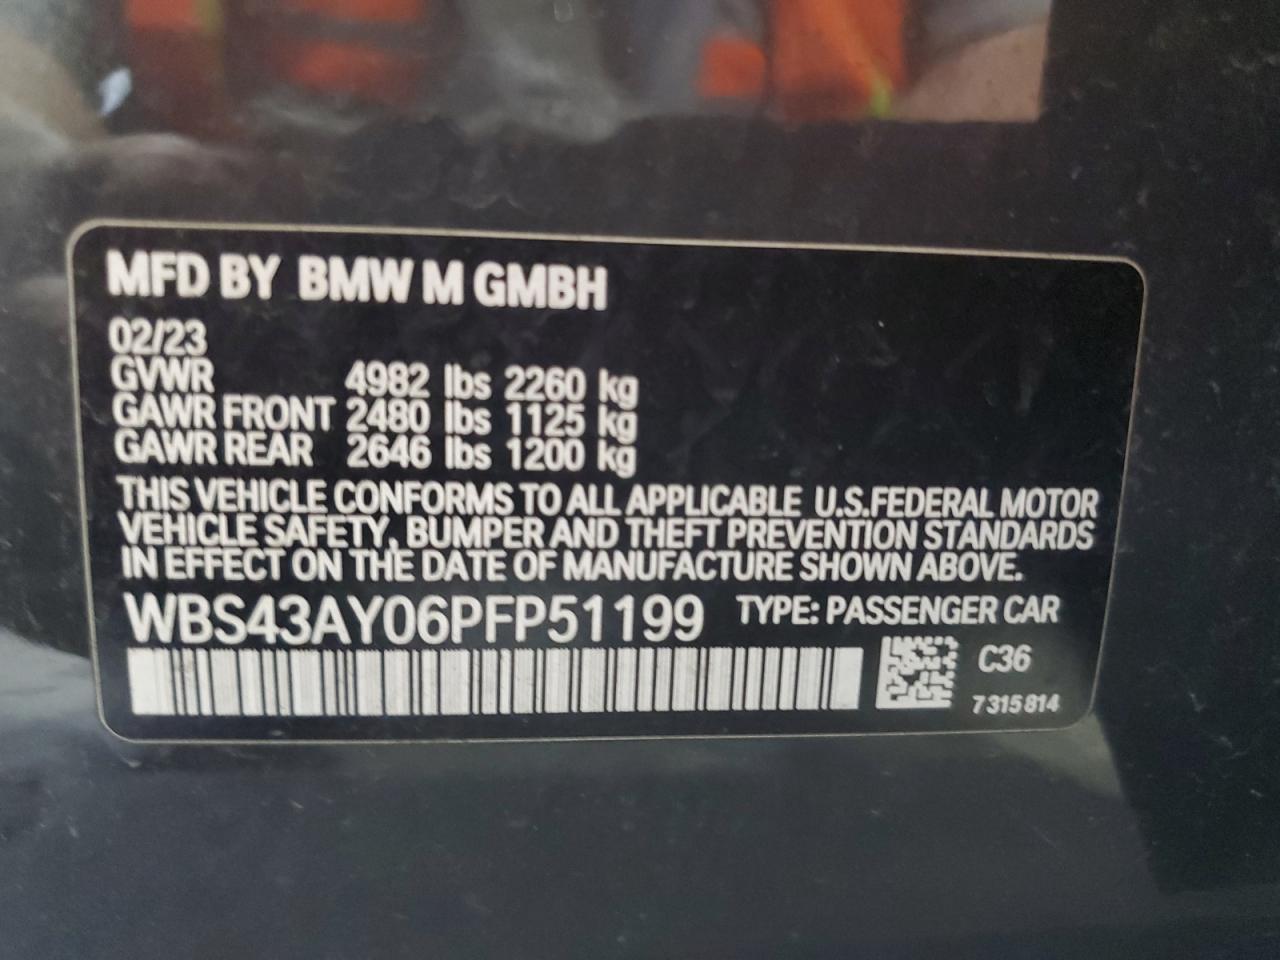 MFD BY BMW M GMBH
02/23
GVWR 4982 lbs 2260 kg
GAWR FRONT 2480 lbs 1125 kg
GAWR REAR 2646 lbs 1200 kg
THIS VEHICLE CONFORMS TO ALL APPLICABLE U.S.FEDERAL MOTOR
VEHICLE SAFETY, BUMPER AND THEFT PREVENTION STANDARDS
IN EFFECT ON THE DATE OF MANUFACTURE SHOWN ABOVE.
WBS43AY06PFP51199 TYPE: PASSENGER CAR
C36
7315814